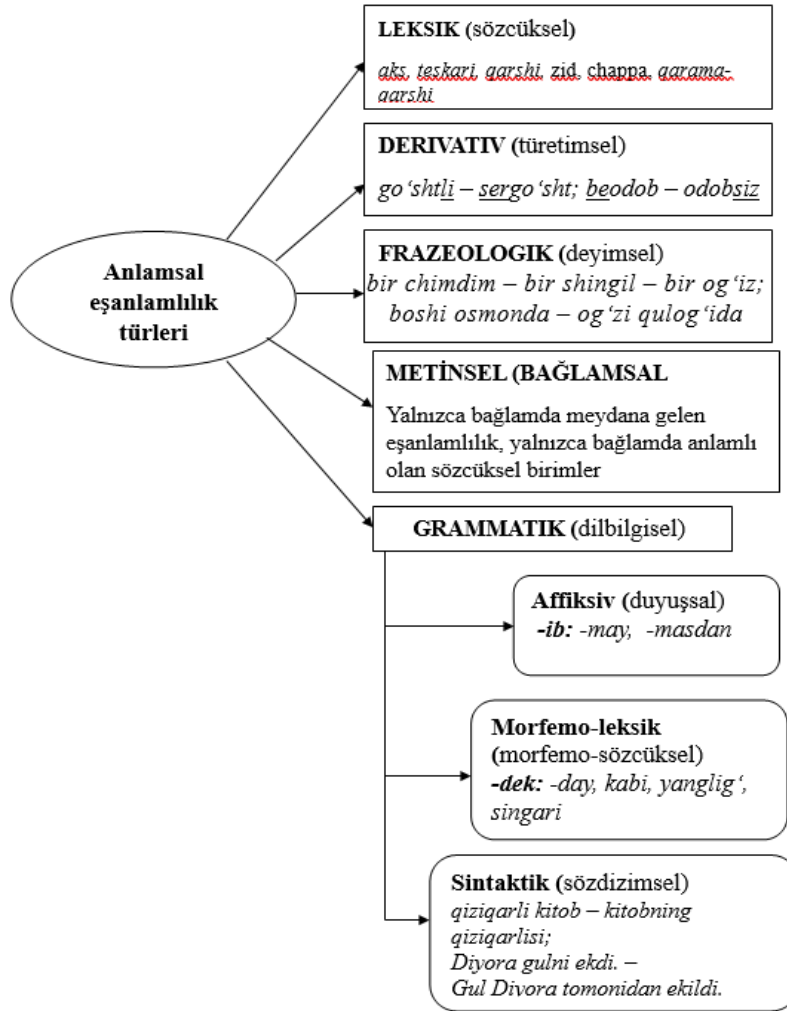 LEKSIK (sözcüksel)
aks, teskari, qarshi, zid, chappa, qarama-
qarshi
DERIVATIV (türetimsel)
go‘shtli – sergo‘sht; beodob – odobsiz
Anlamsal
eşanlamlılık
türleri
FRAZEOLOGIK (deyimsel)
bir chimdim – bir shingil – bir og‘iz;
boshi osmonda – og‘zi qulog‘ida
METİNSEL (BAĞLAMSAL
Yalnızca bağlamda meydana gelen
eşanlamlılık, yalnızca bağlamda anlamlı
olan sözcüksel birimler
GRAMMATIK (dilbilgisel)
Affiksiv (duyuşsal)
-ib: -may, -masdan
Morfemo-leksik
(morfemo-sözcüksel)
-dek: -day, kabi, yanglig‘,
singari
Sintaktik (sözdizimsel)
qiziqarli kitob – kitobning
qiziqarlisi;
Diyora gulni ekdi. –
Gul Diyora tomonidan ekildi.